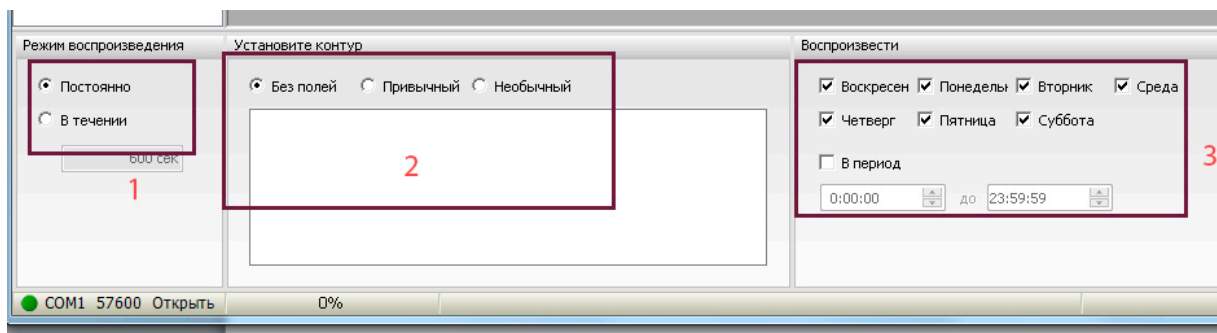 Режим воспроизведения
Постоянно
В течении
600 сек
1
Установите контур
Без полей Привычный Необычный
2
Воспроизвести
Воскресен Понедельн Вторник Среда
Четверг Пятница Суббота
В период
0:00:00 до 23:59:59
3
COM1 57600 Открыть 0%